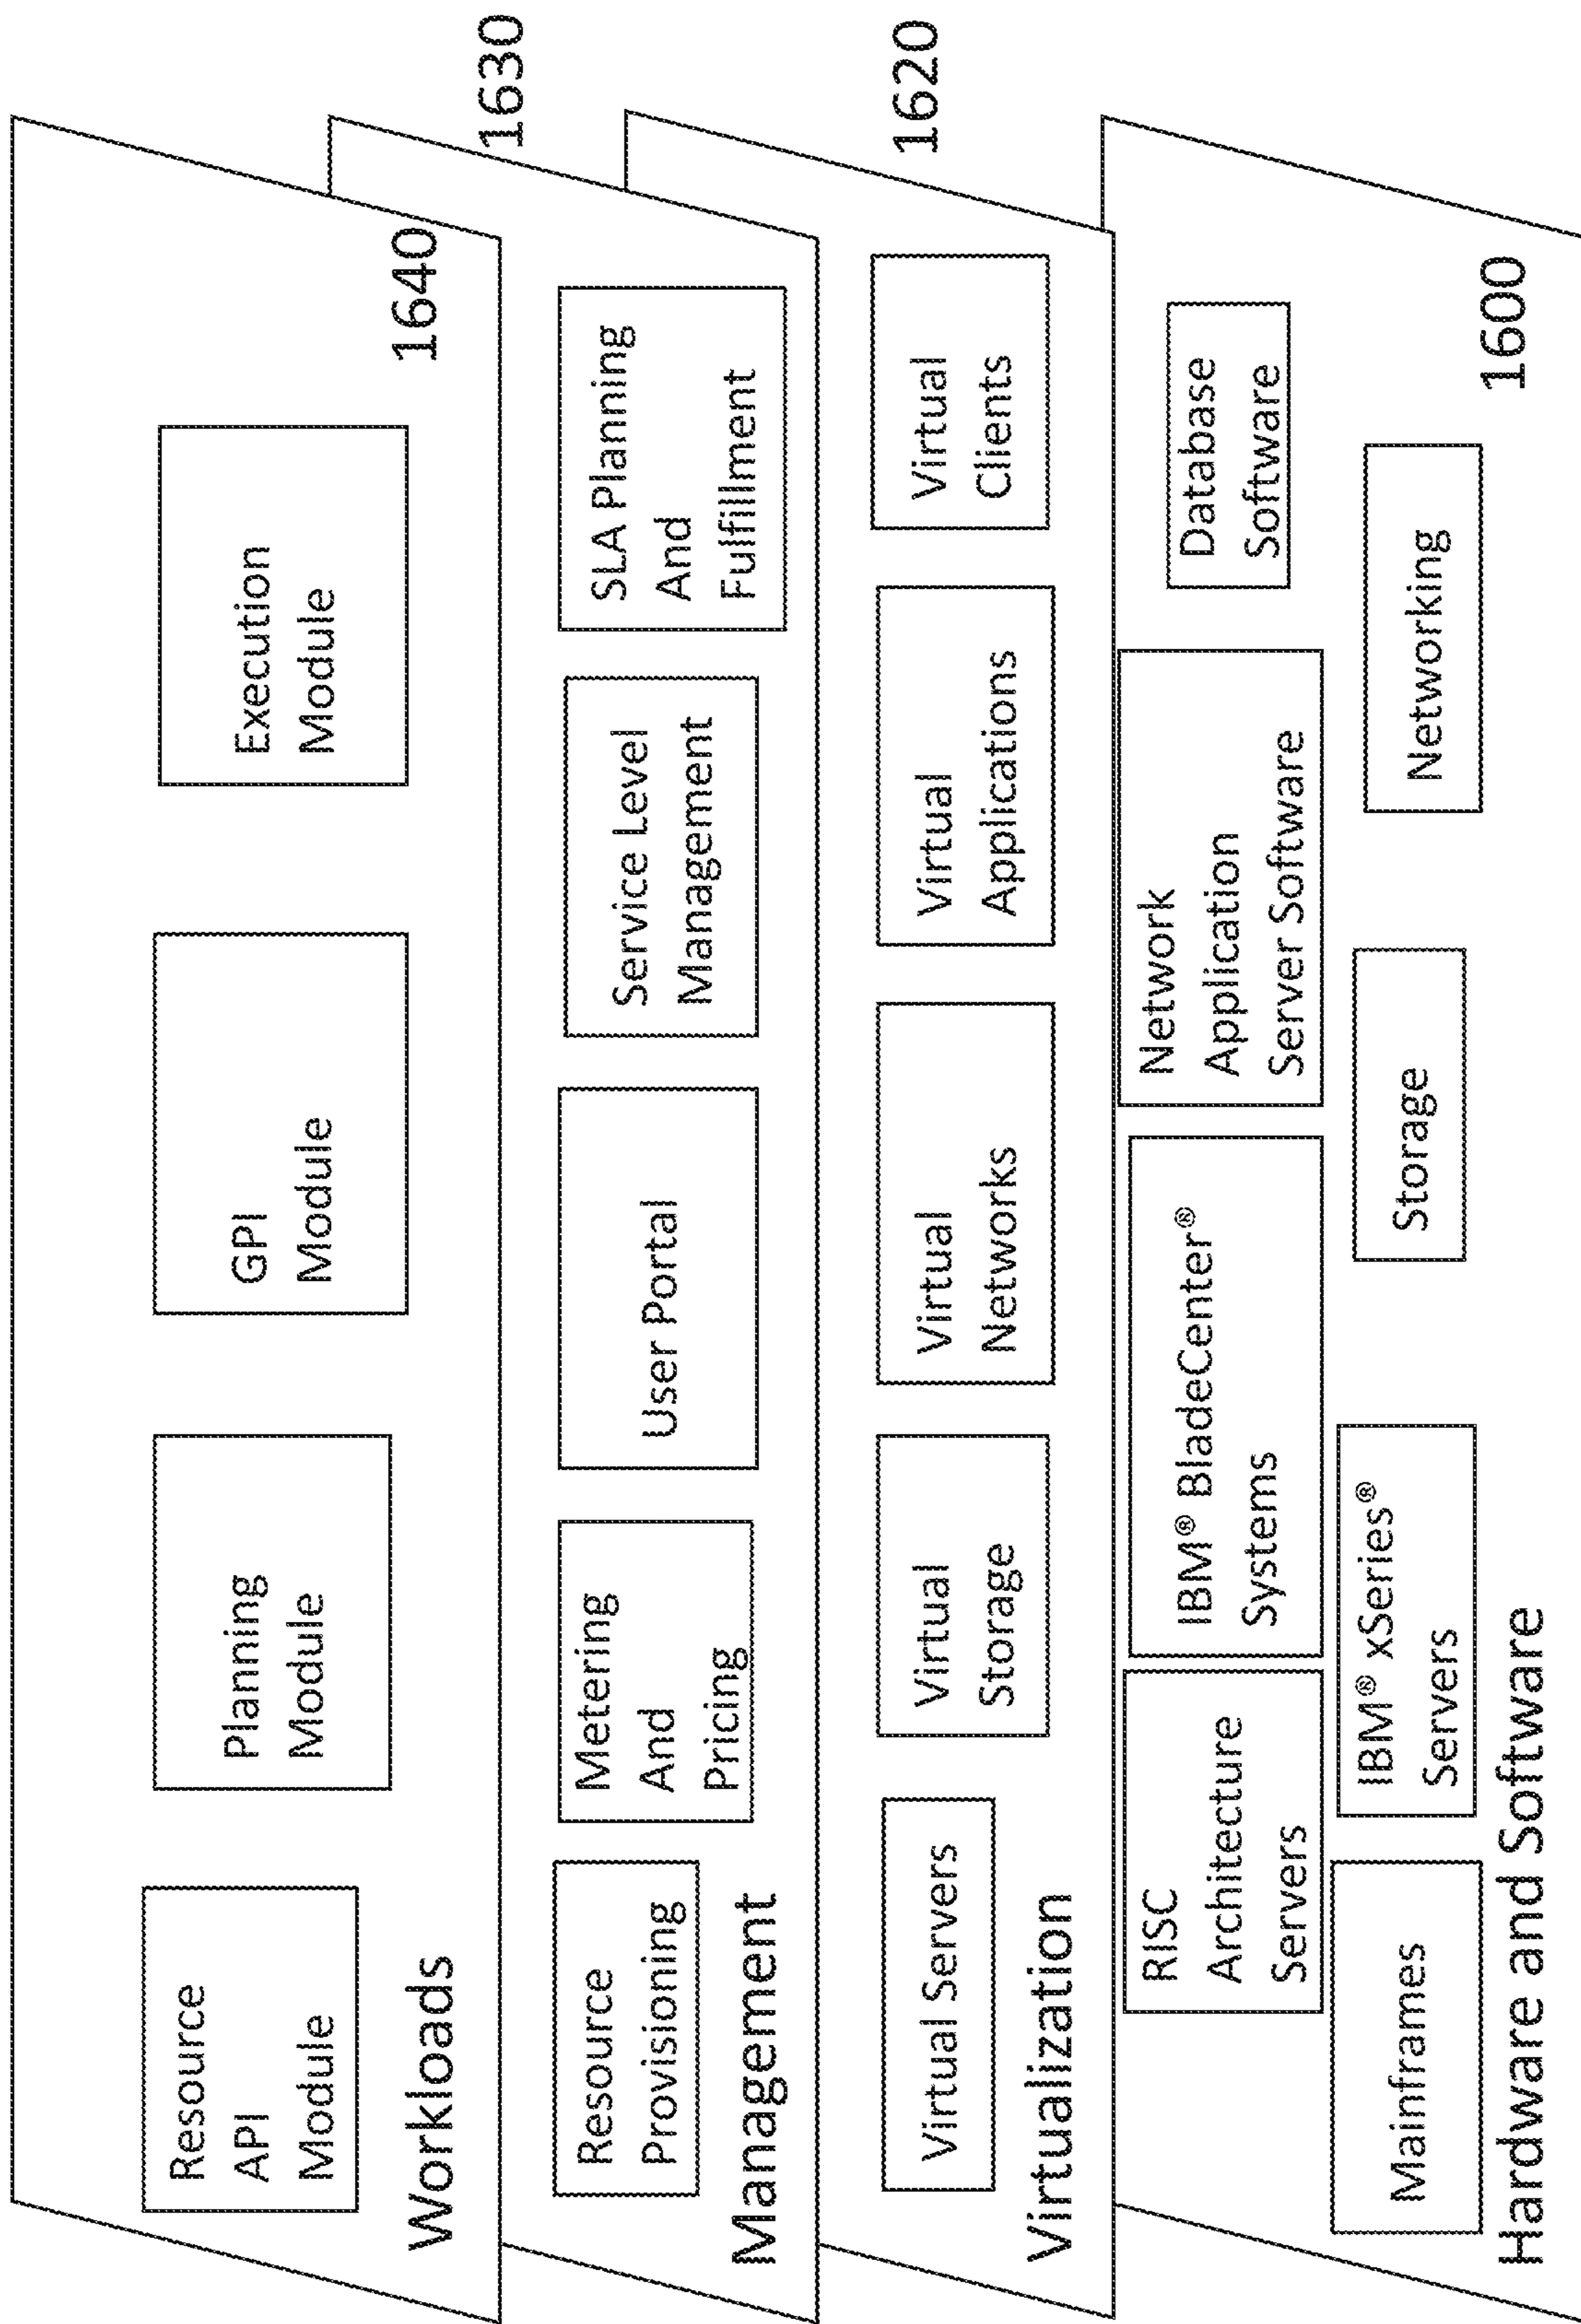 Resource
API
Module
Planning
Module
GPI
Module
Execution
Module
Workloads
1640
Resource
Provisioning
Metering
And
Pricing
User Portal
Service Level
Management
SLA Planning
And
Fulfillment
Management
1630
Virtual Servers
Virtual
Storage
Virtual
Networks
Virtual
Applications
Virtual
Clients
Virtualization
1620
RISC
Architecture
Servers
IBM® BladeCenter®
Systems
Network
Application
Server Software
Database
Software
Mainframes
IBM® xSeries®
Servers
Storage
Networking
Hardware and Software
1600